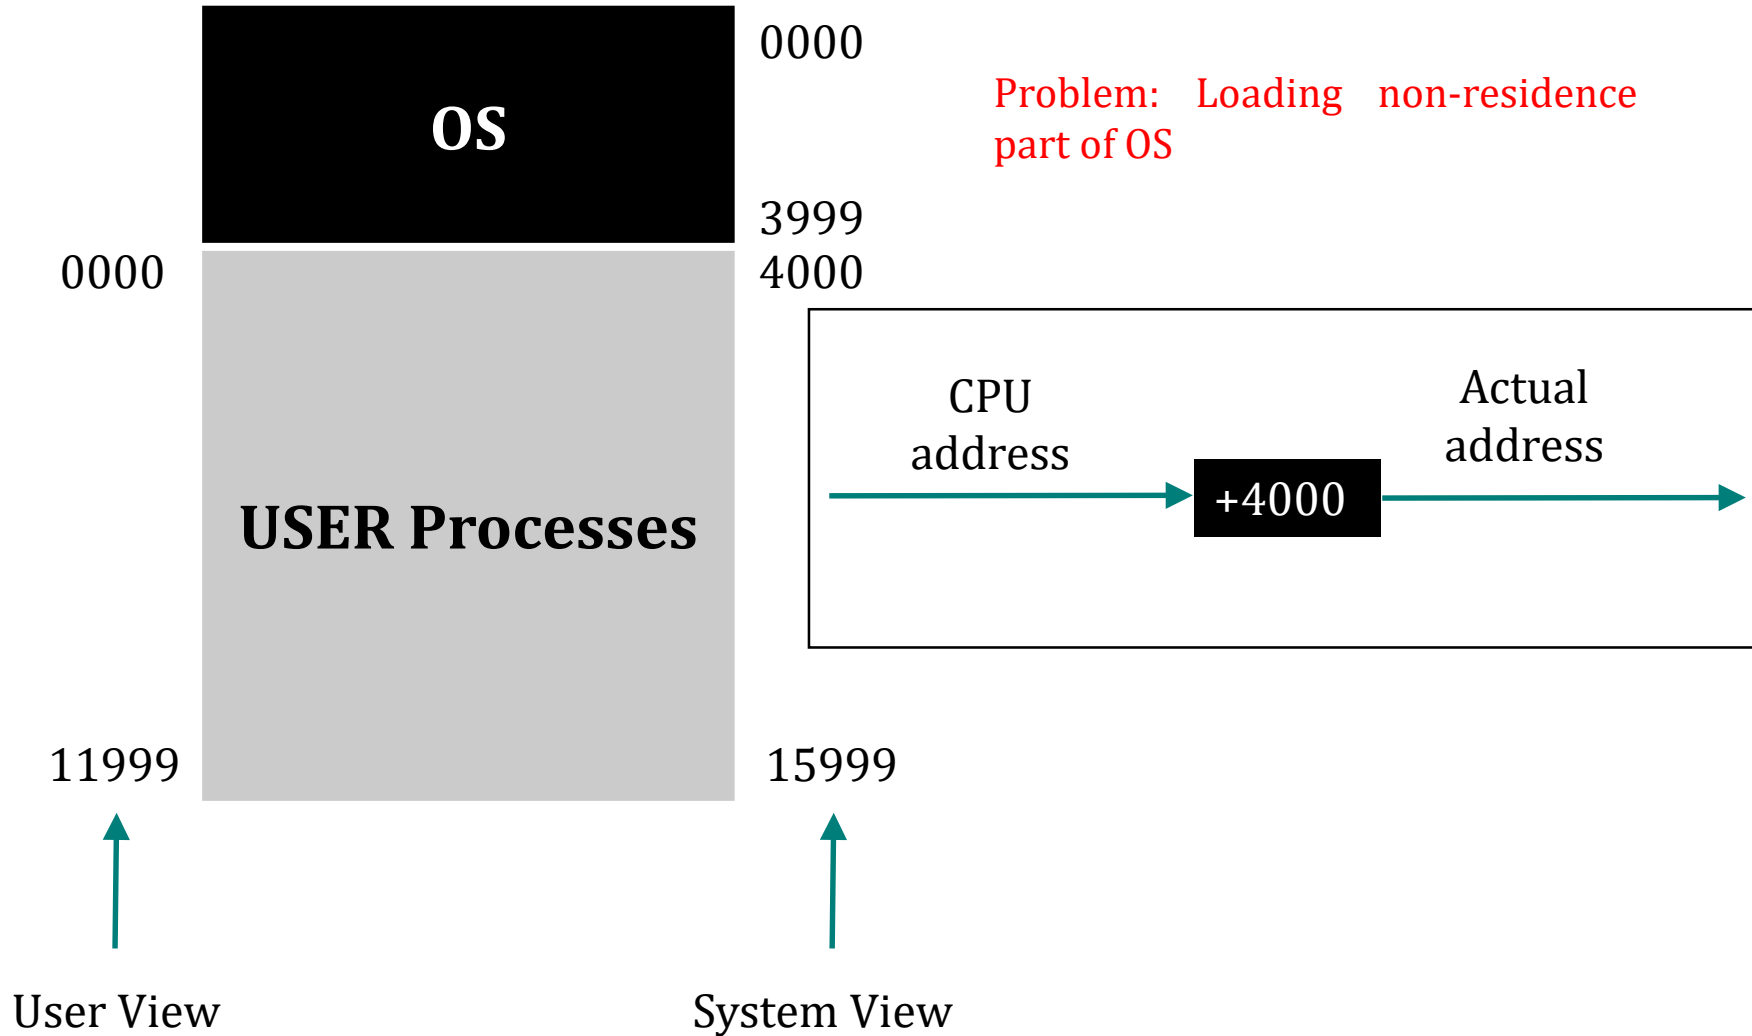 0000
OS
Problem: Loading non-residence
part of OS
3999
0000
4000
CPU
address
Actual
address
+4000
USER Processes
11999
15999
User View
System View